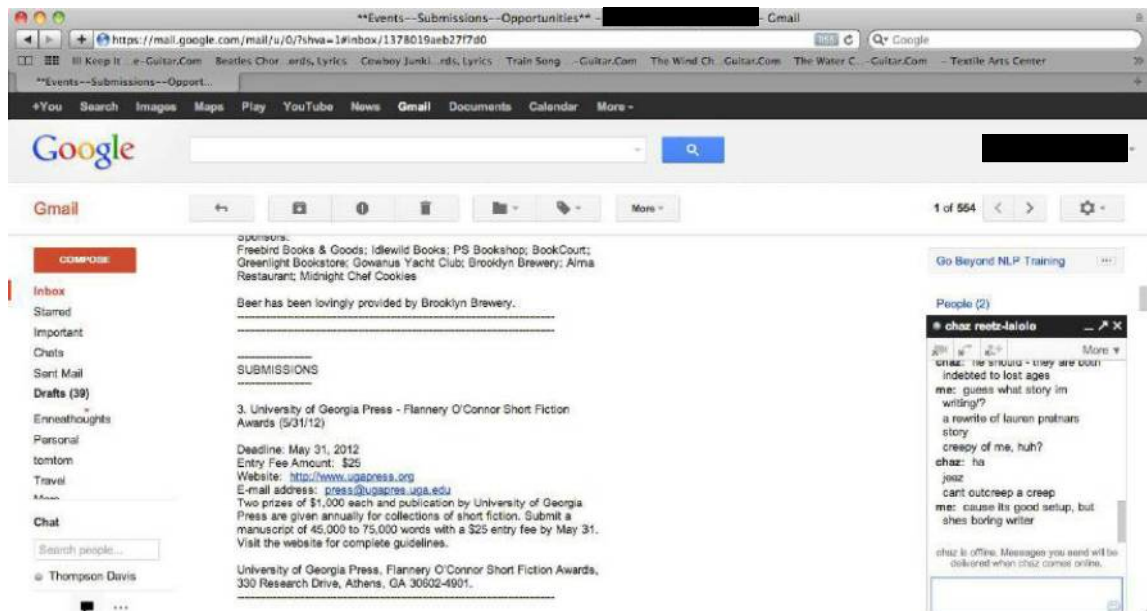 **Events--Submissions--Opportunities** - - Gmail
https://mail.google.com/mail/u/0/?shva=1#inbox/1378019aeb27f7d0
Google
Keep It ...e-Guitar.Com Beatles Chor...ords, Lyrics Cowboy Junki...rds, Lyrics Train Song ...-Guitar.Com The Wind Ch...Guitar.Com The Water C...-Guitar.Com - Textile Arts Center
**Events--Submissions--Opport...
+You Search Images Maps Play YouTube News Gmail Documents Calendar More
Google
Gmail
More
1 of 554
COMPOSE
Inbox
Starred
Important
Chats
Sent Mail
Drafts (39)
Enneathoughts
Personal
tomtom
Travel
More
Chat
Search people...
Thompson Davis
Sponsors:
Freebird Books & Goods; Idlewild Books; PS Bookshop; BookCourt;
Greenlight Bookstore; Gowanus Yacht Club; Brooklyn Brewery; Alma
Restaurant; Midnight Chef Cookies
Beer has been lovingly provided by Brooklyn Brewery.
SUBMISSIONS
3. University of Georgia Press - Flannery O'Connor Short Fiction
Awards (5/31/12)
Deadline: May 31, 2012
Entry Fee Amount: $25
Website: http://www.ugapress.org
E-mail address: press@ugapres.uga.edu
Two prizes of $1,000 each and publication by University of Georgia
Press are given annually for collections of short fiction. Submit a
manuscript of 45,000 to 75,000 words with a $25 entry fee by May 31.
Visit the website for complete guidelines.
University of Georgia Press, Flannery O'Connor Short Fiction Awards,
330 Research Drive, Athens, GA 30602-4901.
Go Beyond NLP Training
People (2)
chaz reetz-laiolo
More
chaz: he should - they are both
indebted to lost ages
me: guess what story im
writing/?
a rewrite of lauren pretnars
story
creepy of me, huh?
chaz: ha
jeez
cant outcreep a creep
me: cause its good setup, but
shes boring writer
chaz is offline. Messages you send will be
delivered when chaz comes online.